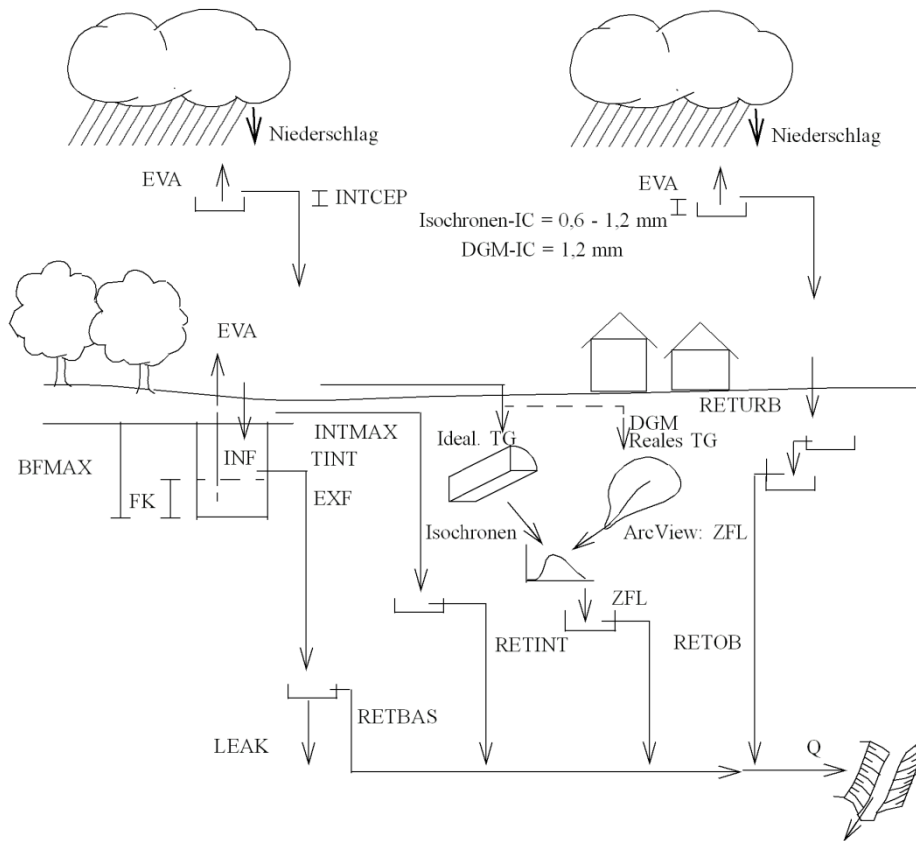 Niederschlag
Niederschlag
EVA
INTCEP
EVA
Isochronen-IC = 0,6 - 1,2 mm
DGM-IC = 1,2 mm
EVA
RETURB
INTMAX
Ideal. TG
DGM
Reales TG
BFMAX
INF
TINT
FK
EXF
Isochronen
ArcView: ZFL
ZFL
RETINT
RETOB
RETBAS
LEAK
Q